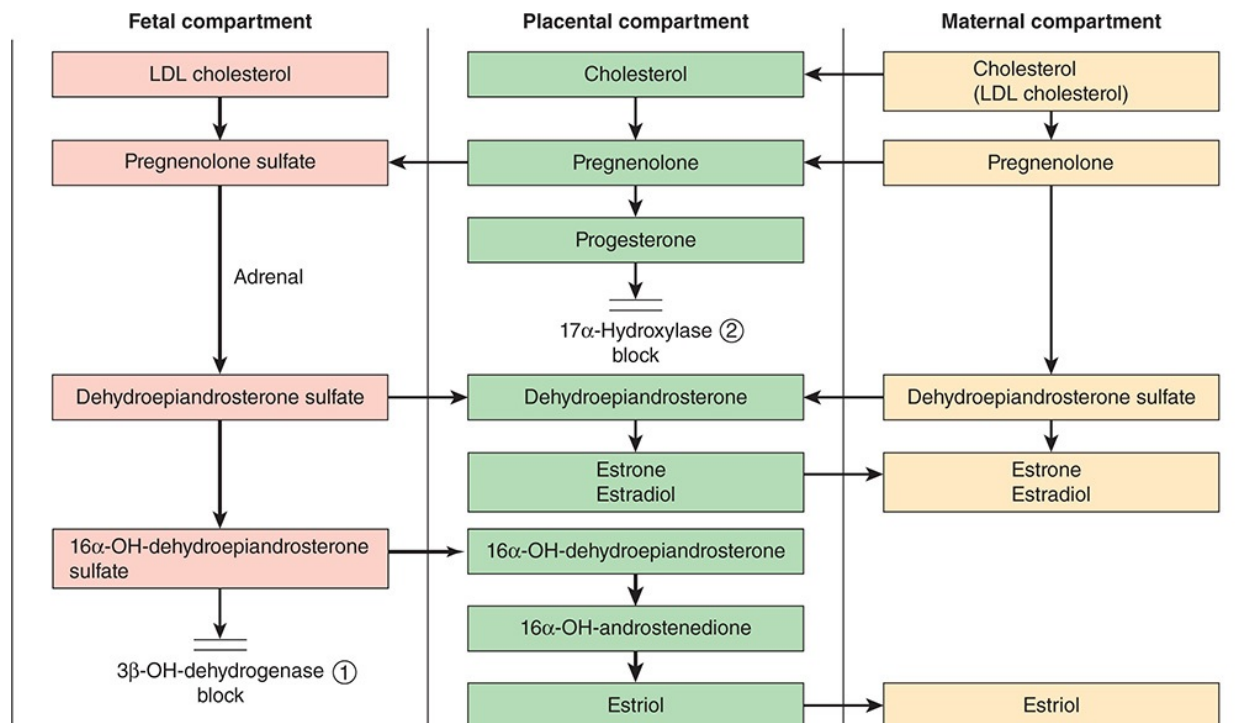 Fetal compartment
LDL cholesterol
Pregnenolone sulfate
Adrenal
Dehydroepiandrosterone sulfate
16α-OH-dehydroepiandrosterone
sulfate
3β-OH-dehydrogenase ①
block
Placental compartment
Cholesterol
Pregnenolone
Progesterone
17α-Hydroxylase ②
block
Dehydroepiandrosterone
Estrone
Estradiol
16α-OH-dehydroepiandrosterone
16α-OH-androstenedione
Estriol
Maternal compartment
Cholesterol
(LDL cholesterol)
Pregnenolone
Dehydroepiandrosterone sulfate
Estrone
Estradiol
Estriol